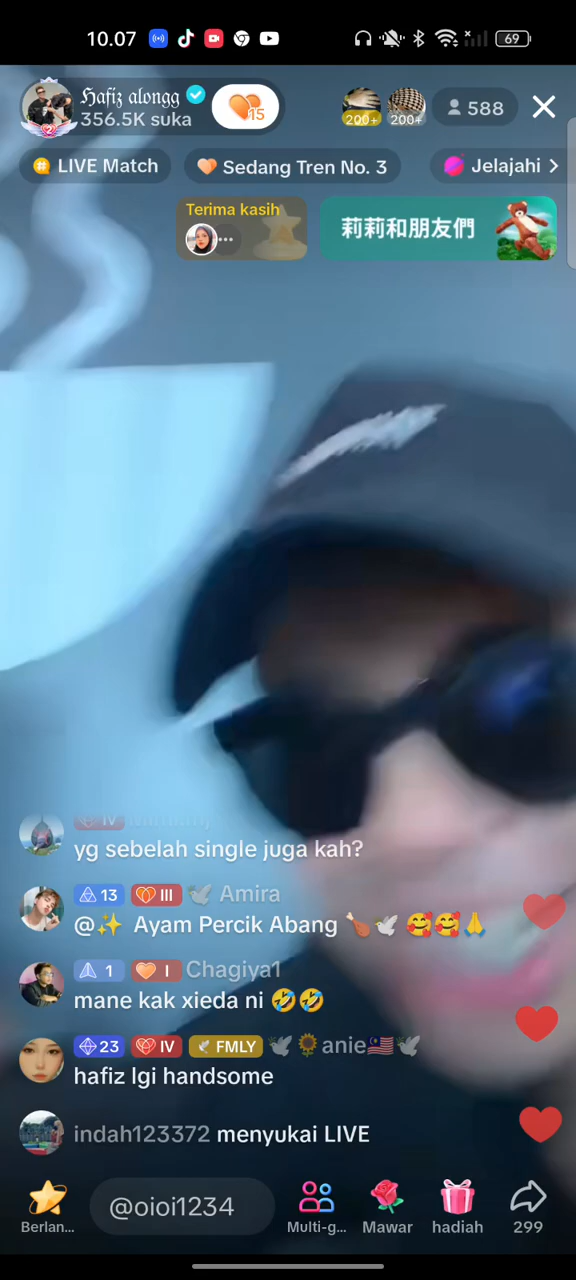 10.07
69
Hafiz alongg
356.5K suka
15
200+
200+
588
LIVE Match
Sedang Tren No. 3
Jelajahi >
Terima kasih
莉莉和朋友們
IV
yg sebelah single juga kah?
13 III 🕊️ Amira
@✨ Ayam Percik Abang 🍗🕊️ 🥰🥰🙏
1 I Chagiya1
mane kak xieda ni 🤣🤣
23 IV FMLY 🕊️🌻anie🇲🇾🕊️
hafiz lgi handsome
indah123372 menyukai LIVE
@oioi1234
Berlan...
Multi-g...
Mawar
hadiah
299